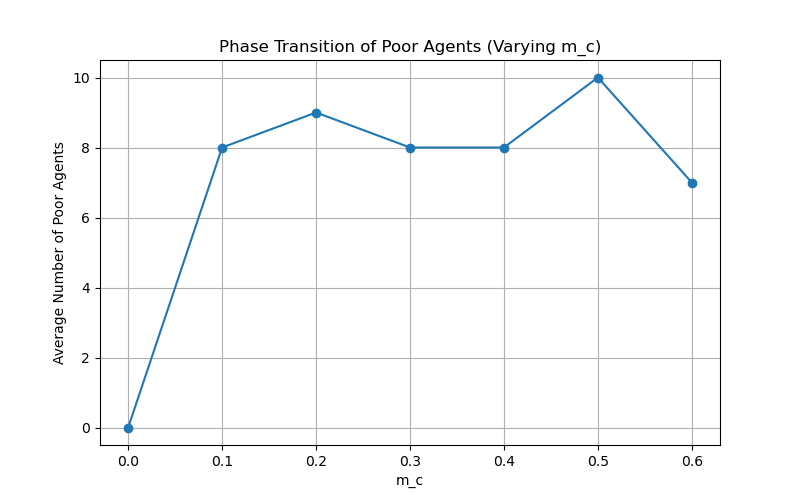 Phase Transition of Poor Agents (Varying m_c)
Average Number of Poor Agents
10
8
6
4
2
0
0.0 0.1 0.2 0.3 0.4 0.5 0.6
m_c